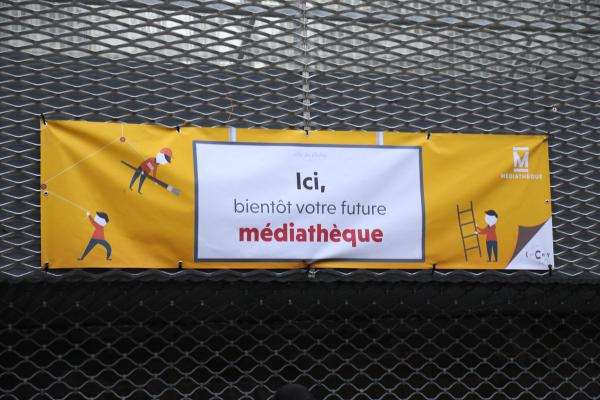 Ici,
bientôt votre future
médiathèque
M
MÉDIATHÈQUE